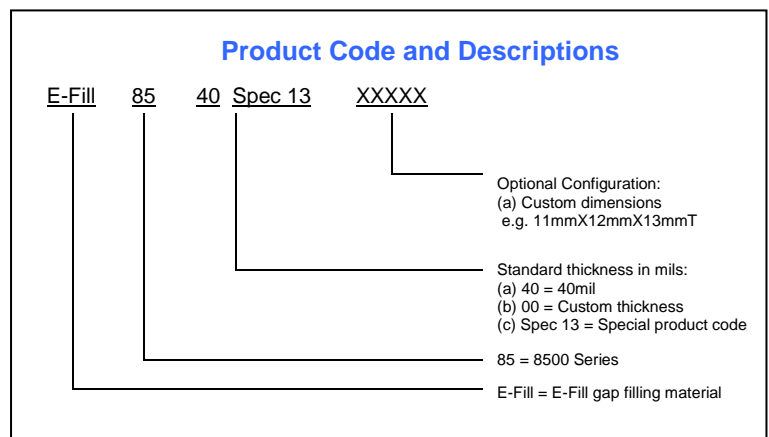 Product Code and Descriptions
E-Fill 85 40 Spec 13 XXXXX
Optional Configuration:
(a) Custom dimensions
e.g. 11mmX12mmX13mmT
Standard thickness in mils:
(a) 40 = 40mil
(b) 00 = Custom thickness
(c) Spec 13 = Special product code
85 = 8500 Series
E-Fill = E-Fill gap filling material